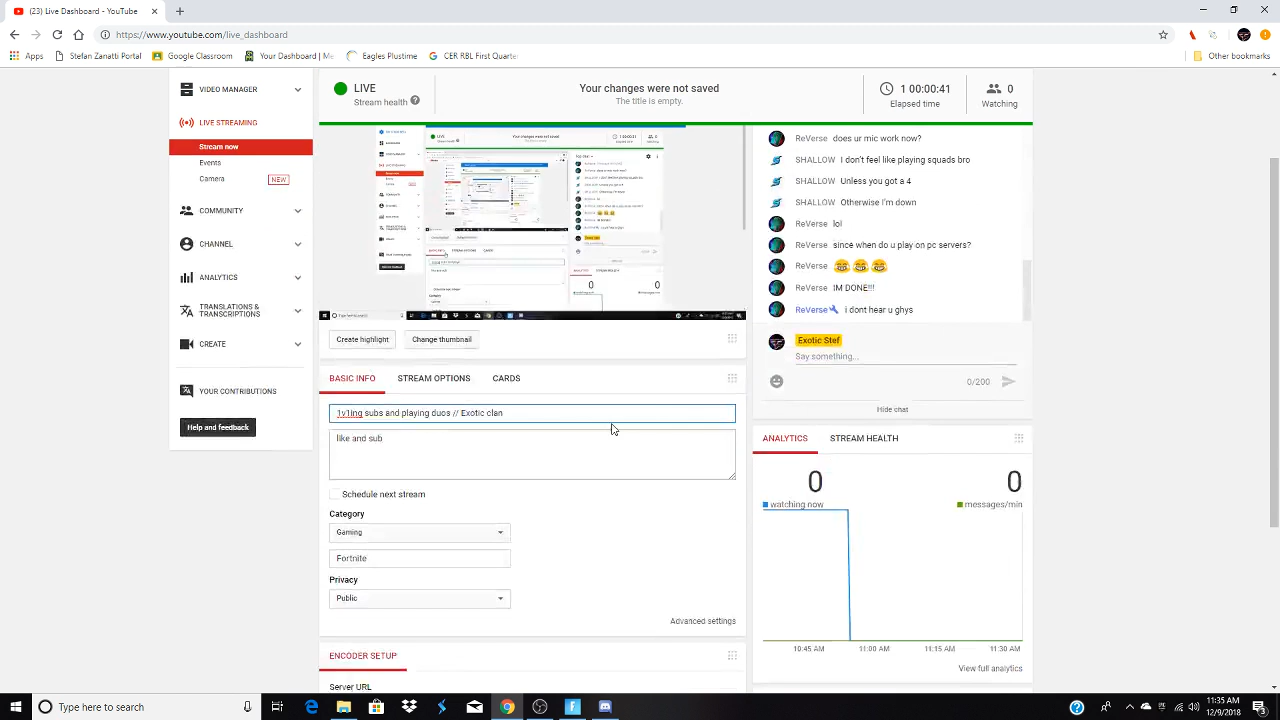 (23) Live Dashboard - YouTube
https://www.youtube.com/live_dashboard
Apps
Stefan Zanatti Portal
Google Classroom
Your Dashboard | M
Eagles Plustime
CER RBL First Quarter
Other bookmarks
VIDEO MANAGER
LIVE STREAMING
Stream now
Events
Camera
NEW
COMMUNITY
CHANNEL
ANALYTICS
TRANSLATIONS &
TRANSCRIPTIONS
CREATE
YOUR CONTRIBUTIONS
Help and feedback
LIVE
Stream health
Your changes were not saved
The title is empty.
1 00:00:41
Elapsed time
0
Watching
Create highlight
Change thumbnail
BASIC INFO
STREAM OPTIONS
CARDS
1v1ing subs and playing duos // Exotic clan
like and sub
Schedule next stream
Category
Gaming
Fortnite
Privacy
Public
Advanced settings
ENCODER SETUP
Server URL
ReVerse does ur mic work now?
SHALLOW I don't feel like playing squads bro
SHALLOW Unless you get a 4
SHALLOW Otherwise I'm down
ReVerse lol
ReVerse since when do u play on pc servers?
ReVerse 😂 😂 😂
ReVerse IM DONE!!!
ReVerse i dont hear u ghys
Exotic Stef
Say something...
0/200
Hide chat
ANALYTICS
STREAM HEALTH
0
0
watching now
messages/min
10:45 AM
11:00 AM
11:15 AM
11:30 AM
View full analytics
Type here to search
11:35 AM
12/9/2018